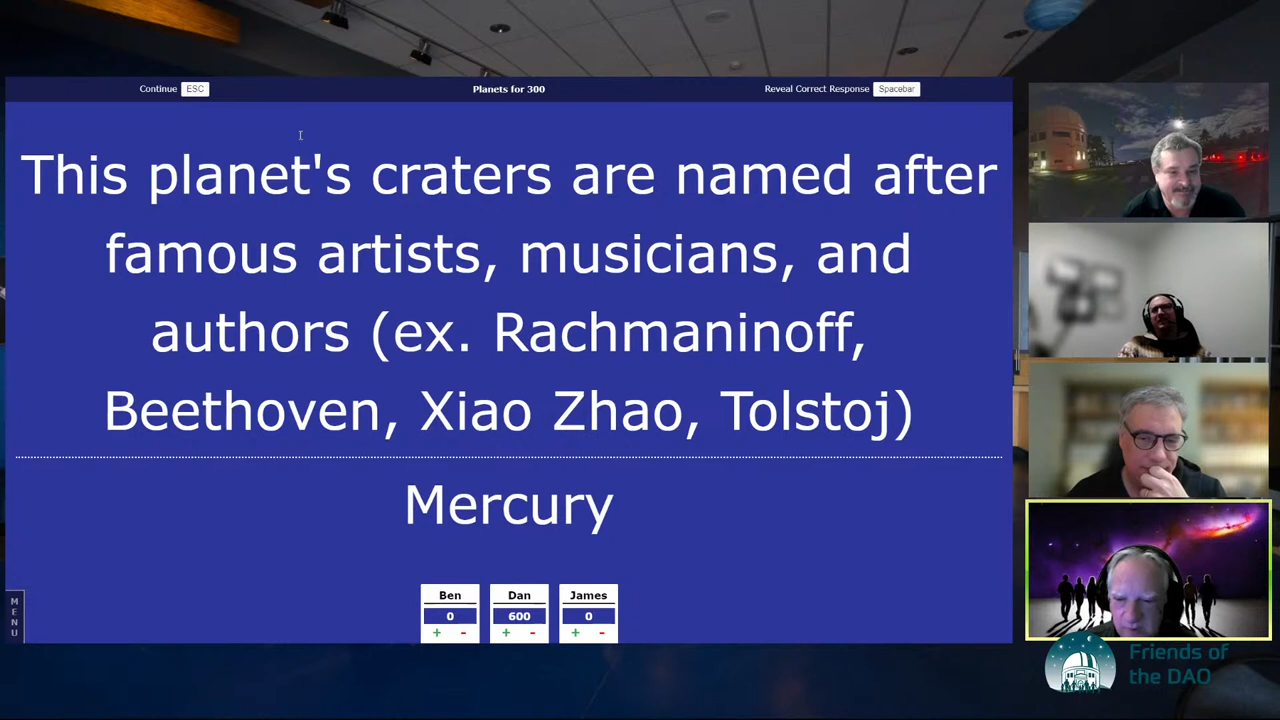 Continue ESC
Planets for 300
Reveal Correct Response Spacebar
This planet's craters are named after
famous artists, musicians, and
authors (ex. Rachmaninoff,
Beethoven, Xiao Zhao, Tolstoj)
Mercury
MENU
Ben
0
+ -
Dan
600
+ -
James
0
+ -
Friends of
the DAO